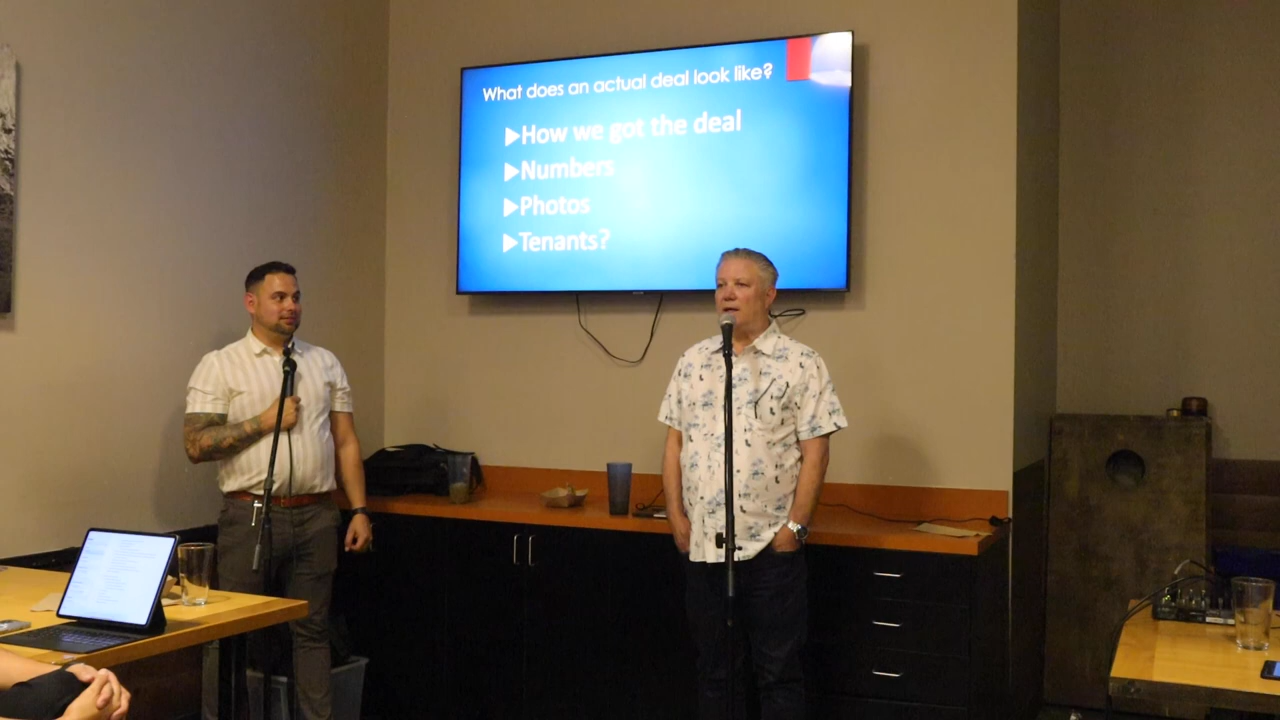 What does an actual deal look like?
How we got the deal
Numbers
Photos
Tenants?